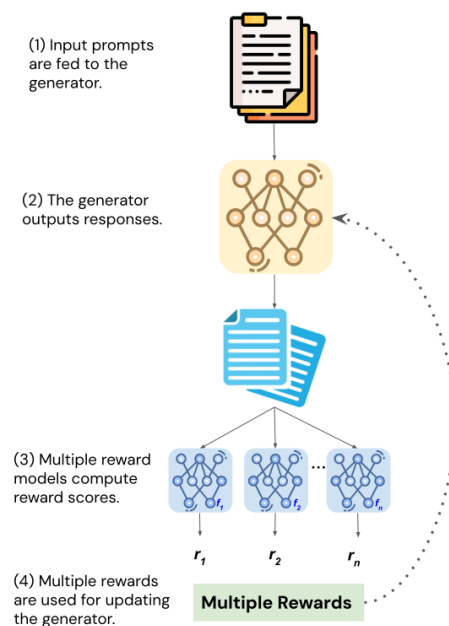 (1) Input prompts
are fed to the
generator.
(2) The generator
outputs responses.
(3) Multiple reward
models compute
reward scores.
f1
f2
...
fn
r1
r2
rn
(4) Multiple rewards
are used for updating
the generator.
Multiple Rewards